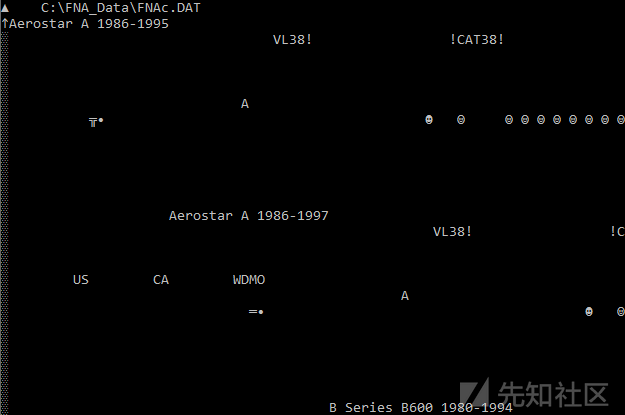 ▲    C:\FNA_Data\FNAc.DAT
↑Aerostar A 1986-1995
VL38!                 !CAT38!
A
╦•                                        ☻   ☺     ☺ ☺ ☺ ☺ ☺ ☺ ☺ ☺
Aerostar A 1986-1997
VL38!                 !C
US        CA        WDMO
A
═•                                        ☻   ☺
B Series B600 1980-1994
先知社区